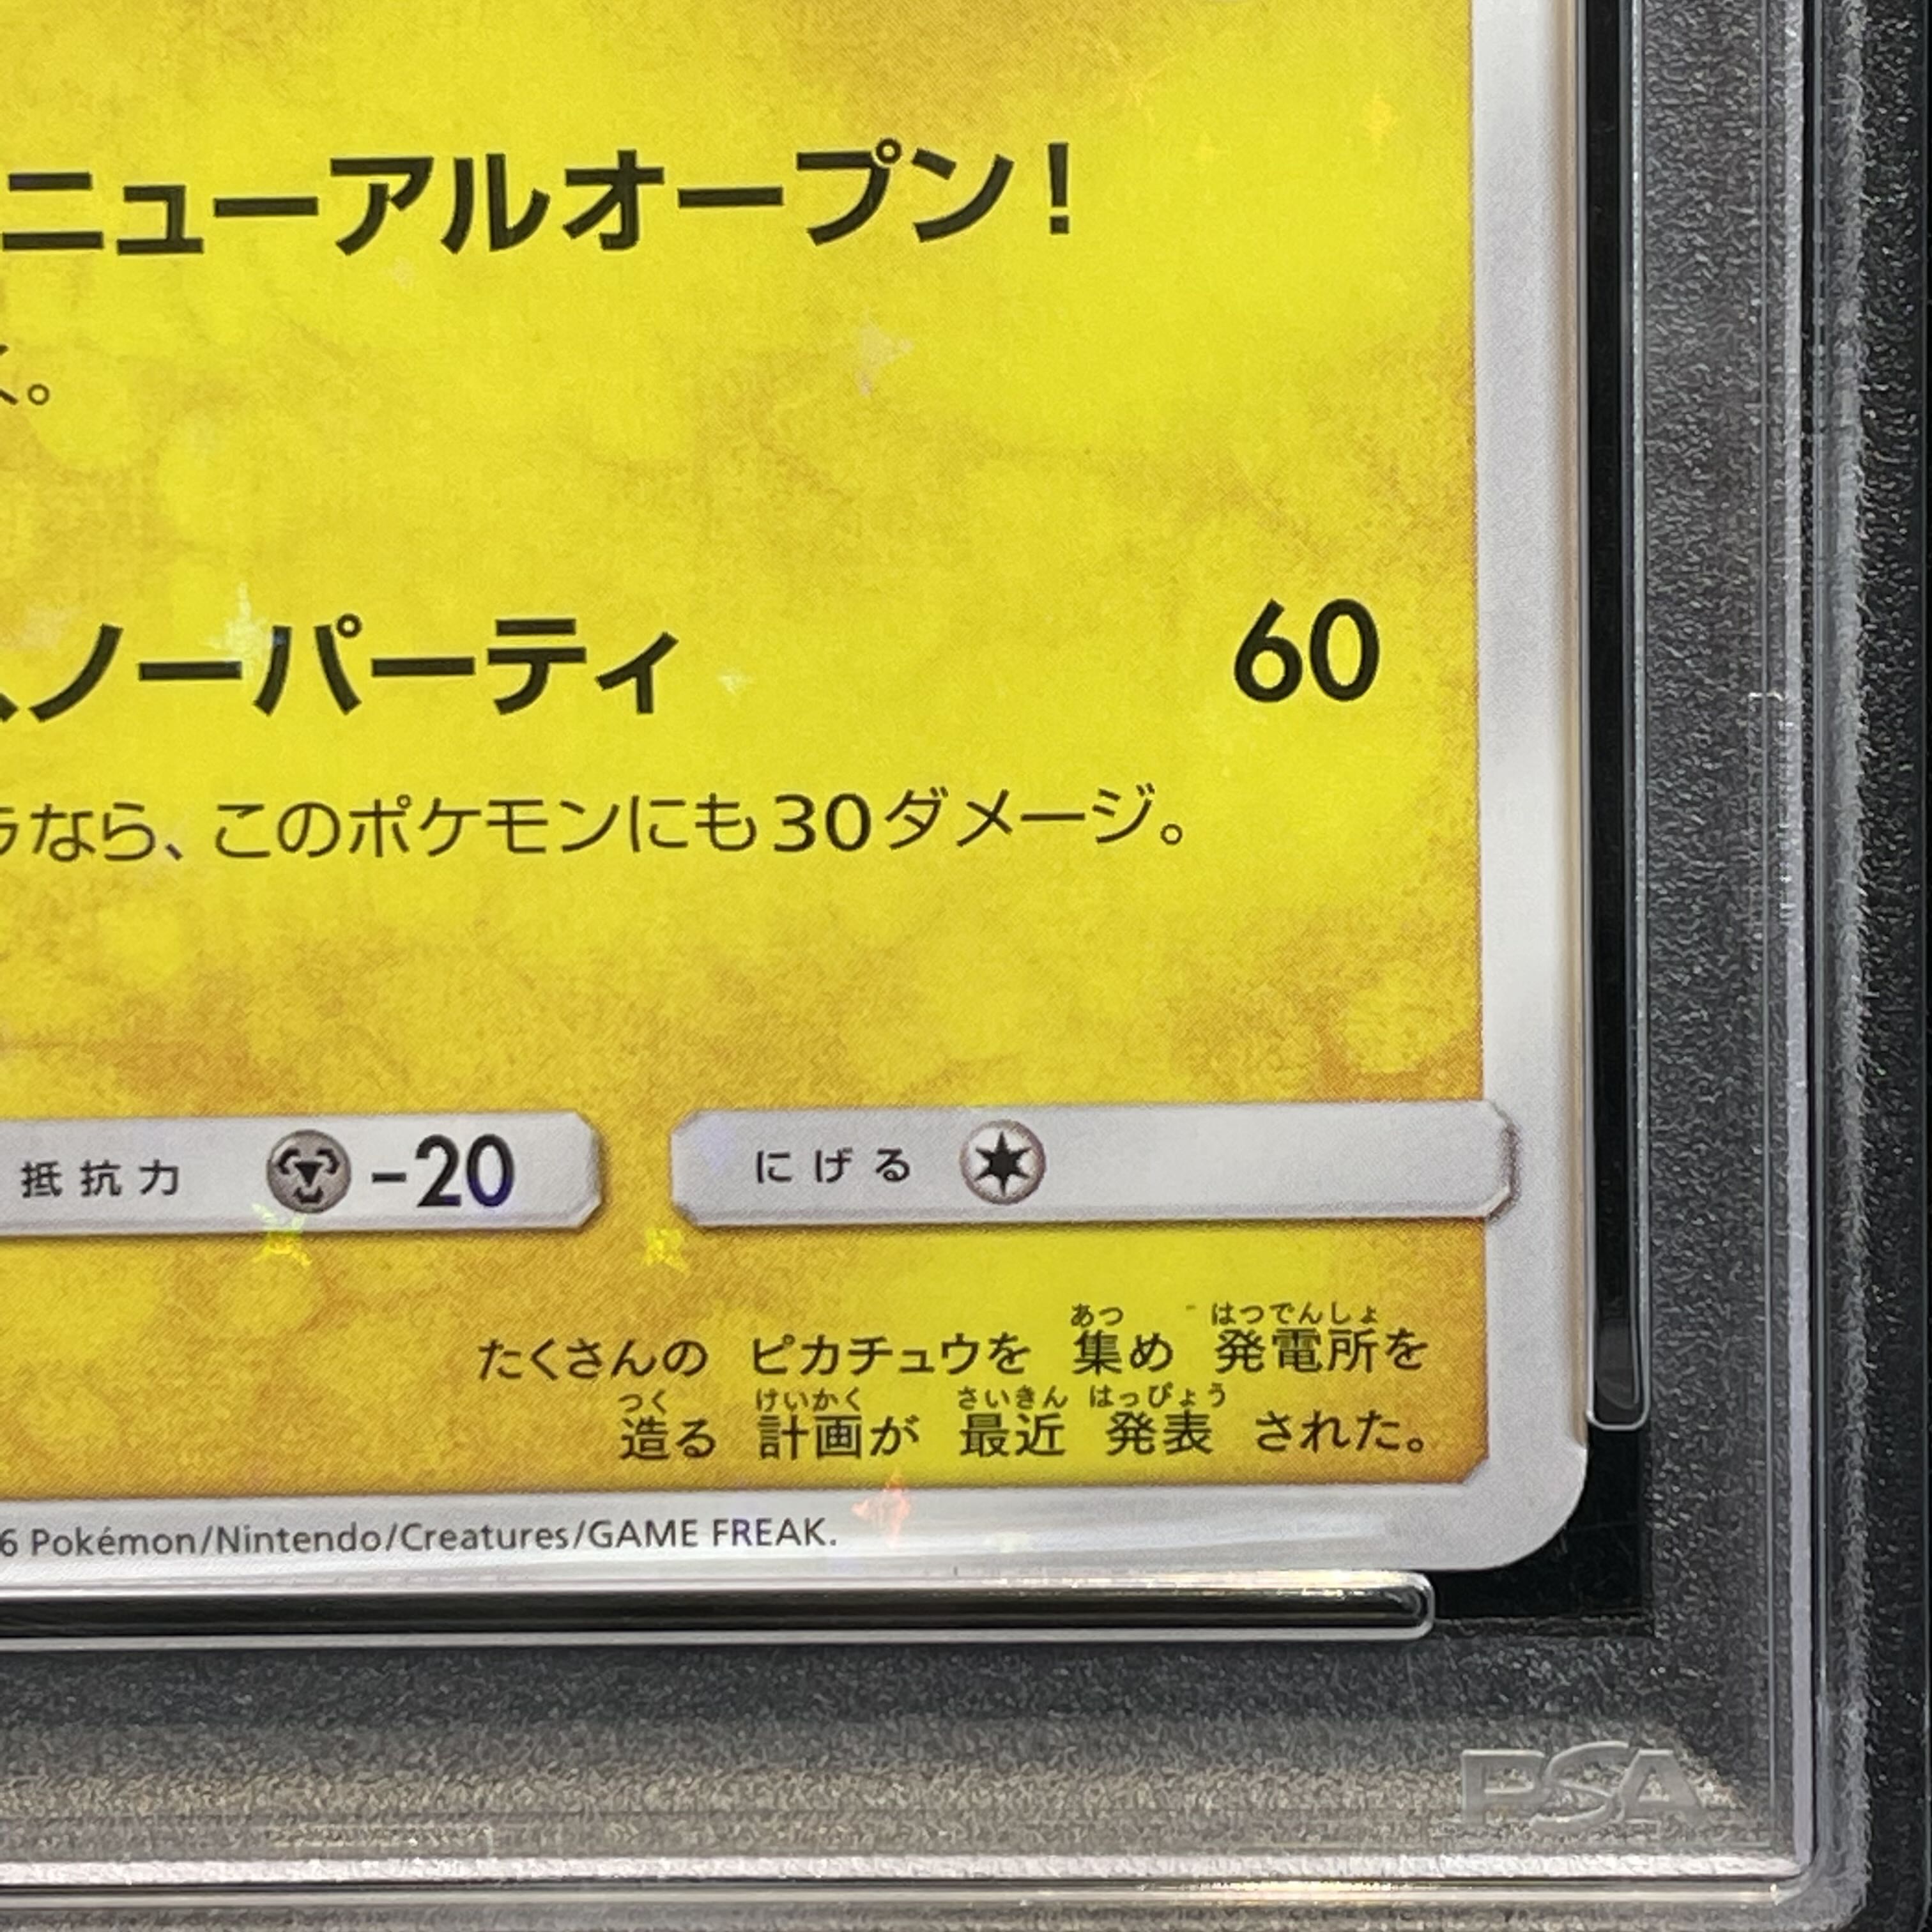 ニューアルオープン!
く。
ノーパーティ 60
なら、このポケモンにも30ダメージ。
抵抗力 -20 にげる
あつ はつでんしょ
たくさんの ピカチュウを 集め 発電所を
つく けいかく さいきん はっぴょう
造る 計画が 最近 発表 された。
6 Pokémon/Nintendo/Creatures/GAME FREAK.
PSA